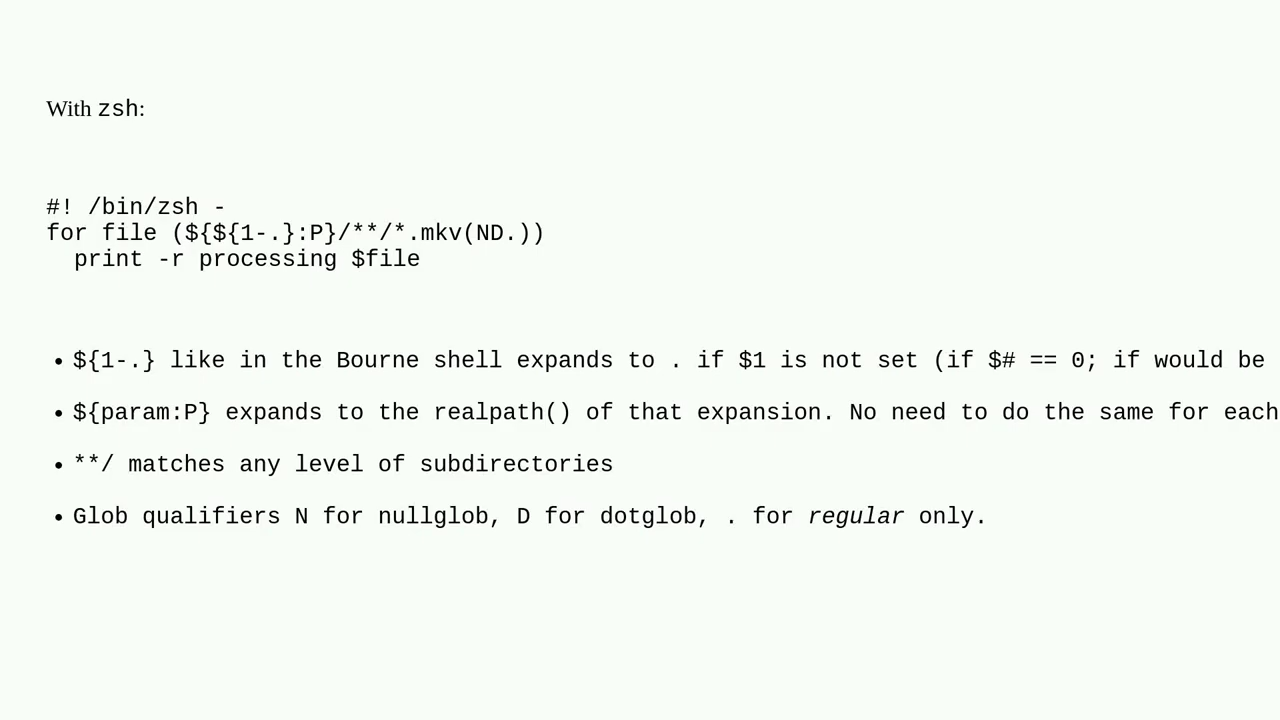 With zsh:
#! /bin/zsh -
for file (${${1-.}:P}/**/*.mkv(ND.))
  print -r processing $file
• ${1-.} like in the Bourne shell expands to . if $1 is not set (if $# == 0; if would be
• ${param:P} expands to the realpath() of that expansion. No need to do the same for each
• **/ matches any level of subdirectories
• Glob qualifiers N for nullglob, D for dotglob, . for regular only.